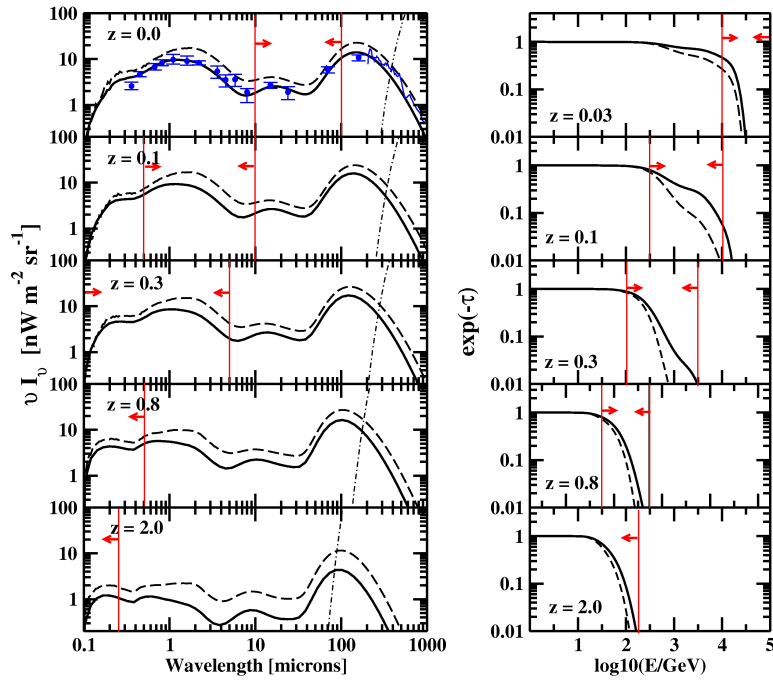 100
10
1
z = 0.0
100
10
1
z = 0.1
100
10
1
z = 0.3
100
10
1
z = 0.8
100
10
1
z = 2.0
0.1
0.1 1 10 100 1000
Wavelength [microns]
υ I_υ [nW m⁻² sr⁻¹]
1
0.1
0.01
z = 0.03
1
0.1
0.01
z = 0.1
1
0.1
0.01
z = 0.3
1
0.1
0.01
z = 0.8
1
0.1
0.01
z = 2.0
0 1 2 3 4 5
log10(E/GeV)
exp(-τ)